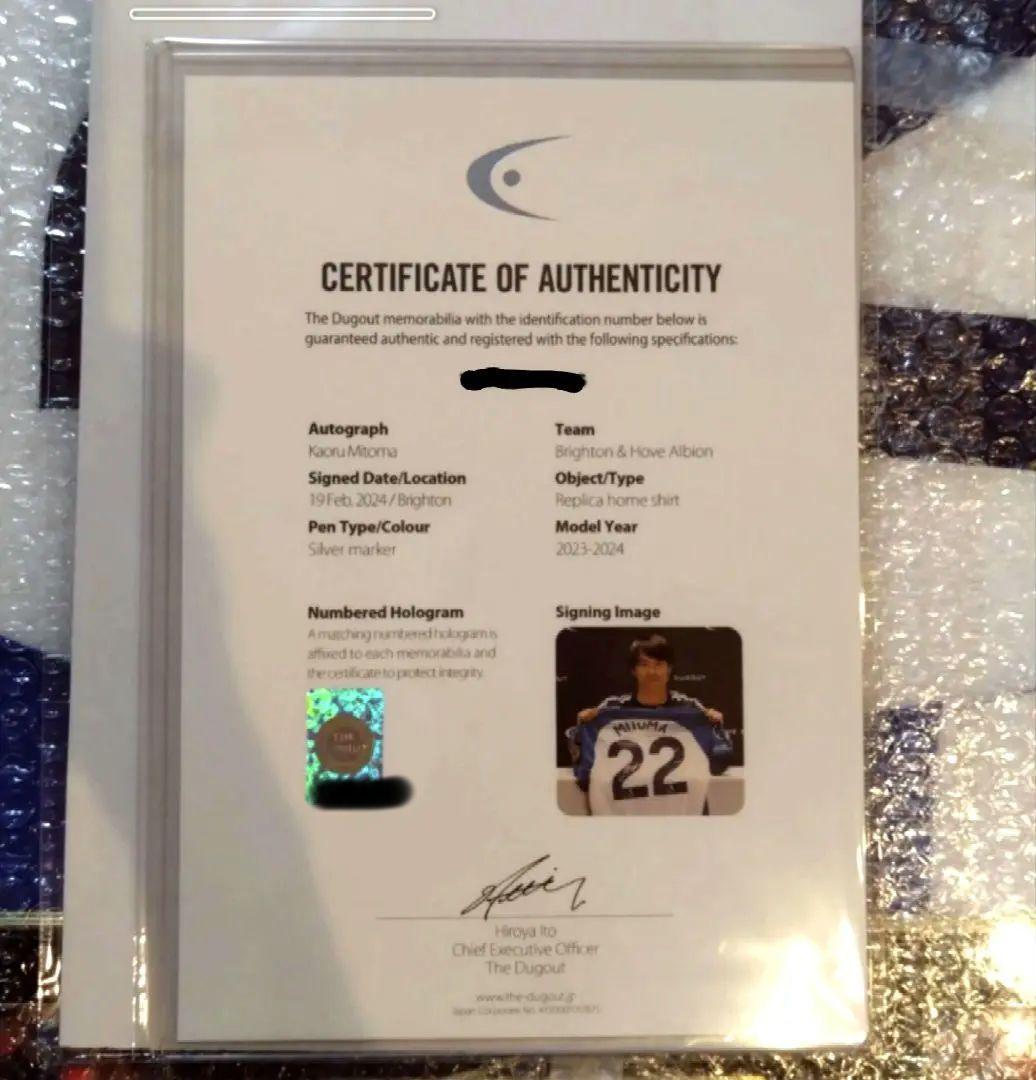 CERTIFICATE OF AUTHENTICITY
The Dugout memorabilia with the identification number below is
guaranteed authentic and registered with the following specifications:
Autograph
Kaoru Mitoma
Team
Brighton & Hove Albion
Signed Date/Location
19 Feb, 2024 / Brighton
Object/Type
Replica home shirt
Pen Type/Colour
Silver marker
Model Year
2023-2024
Numbered Hologram
A matching numbered hologram is
affixed to each memorabilia and
the certificate to protect integrity.
THE
Signing Image
MITOMA
22
Hiroya Ito
Chief Executive Officer
The Dugout
www.the-dugout.jp
Japan Corporate No.